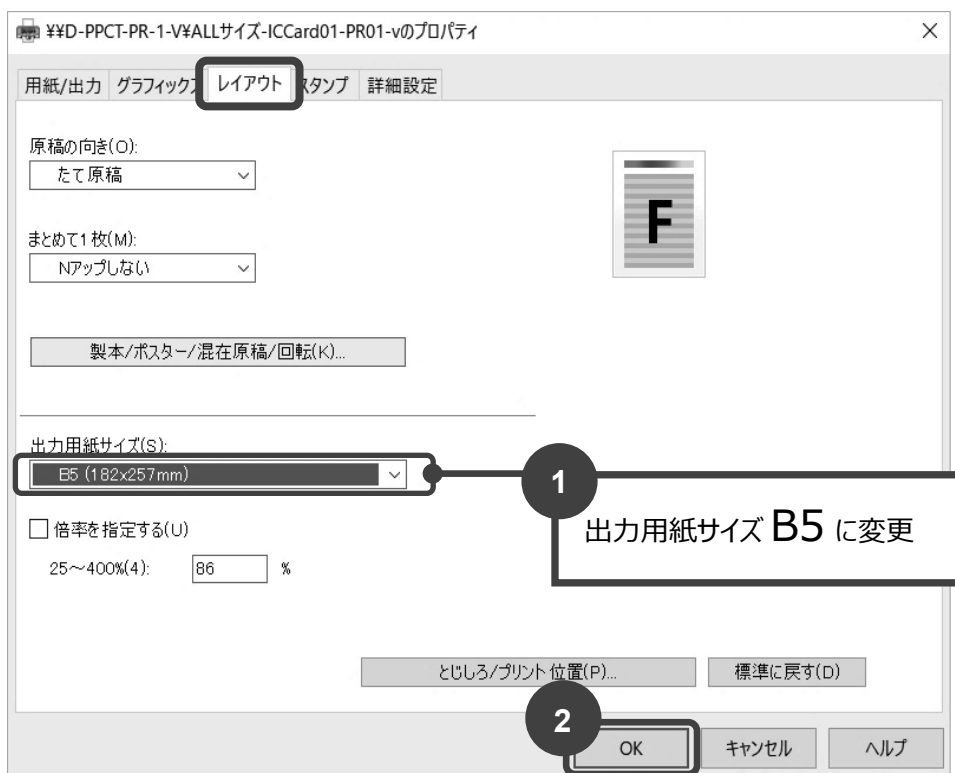 ¥¥D-PPCT-PR-1-V¥ALLサイズ-ICCard01-PR01-vのプロパティ
用紙/出力 グラフィックス レイアウト スタンプ 詳細設定
原稿の向き(O):
たて原稿
F
まとめて1枚(M):
Nアップしない
製本/ポスター/混在原稿/回転(K)...
出力用紙サイズ(S):
B5 (182x257mm)
1
出力用紙サイズ B5 に変更
倍率を指定する(U)
25～400%(4): 86 %
とじしろ/プリント位置(P)... 標準に戻す(D)
2
OK キャンセル ヘルプ